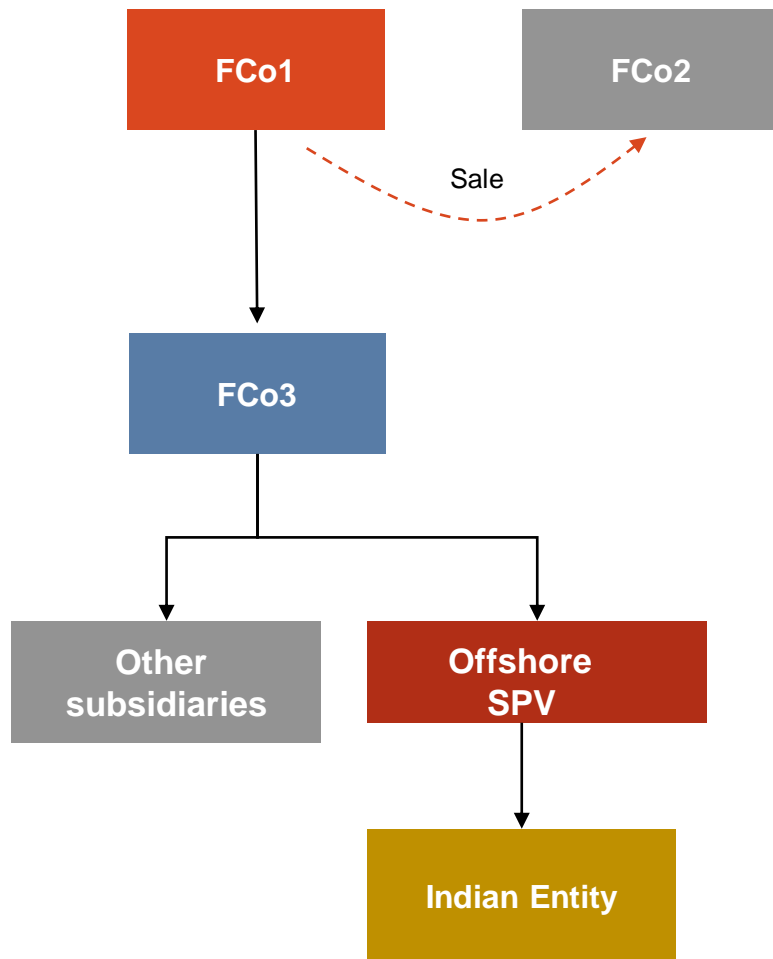 FCo1
FCo2
Sale
FCo3
Other
subsidiaries
Offshore
SPV
Indian Entity